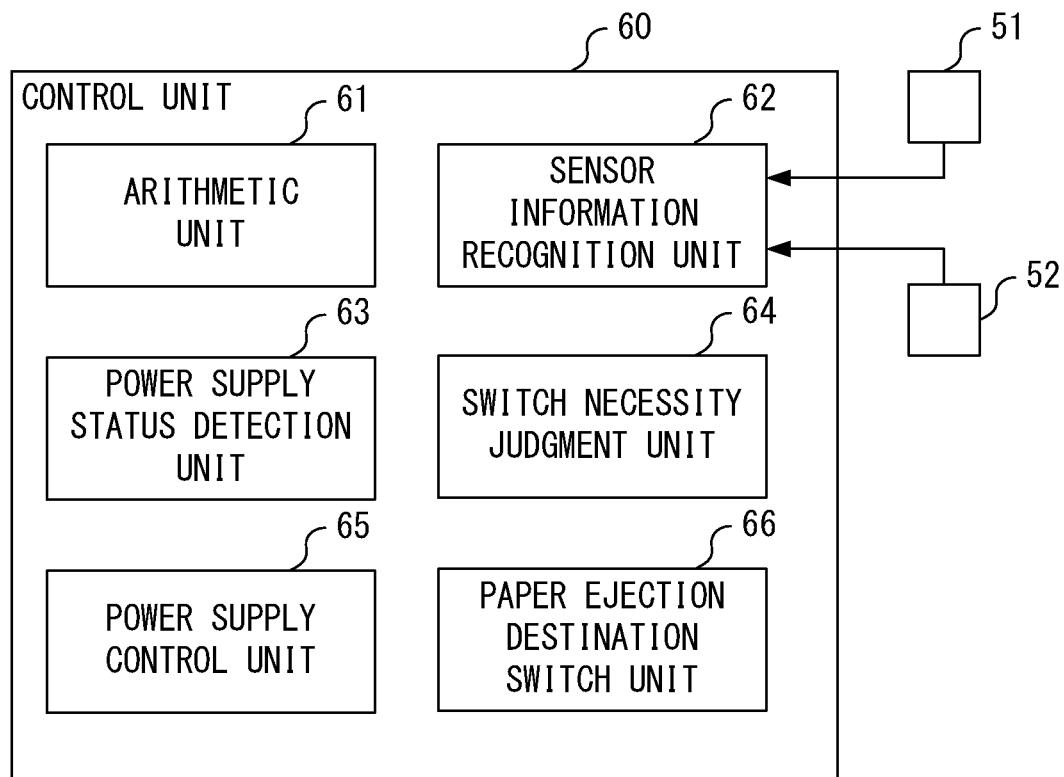 60
51
CONTROL UNIT
61
62
ARITHMETIC
UNIT
SENSOR
INFORMATION
RECOGNITION UNIT
52
63
64
POWER SUPPLY
STATUS DETECTION
UNIT
SWITCH NECESSITY
JUDGMENT UNIT
65
66
POWER SUPPLY
CONTROL UNIT
PAPER EJECTION
DESTINATION
SWITCH UNIT